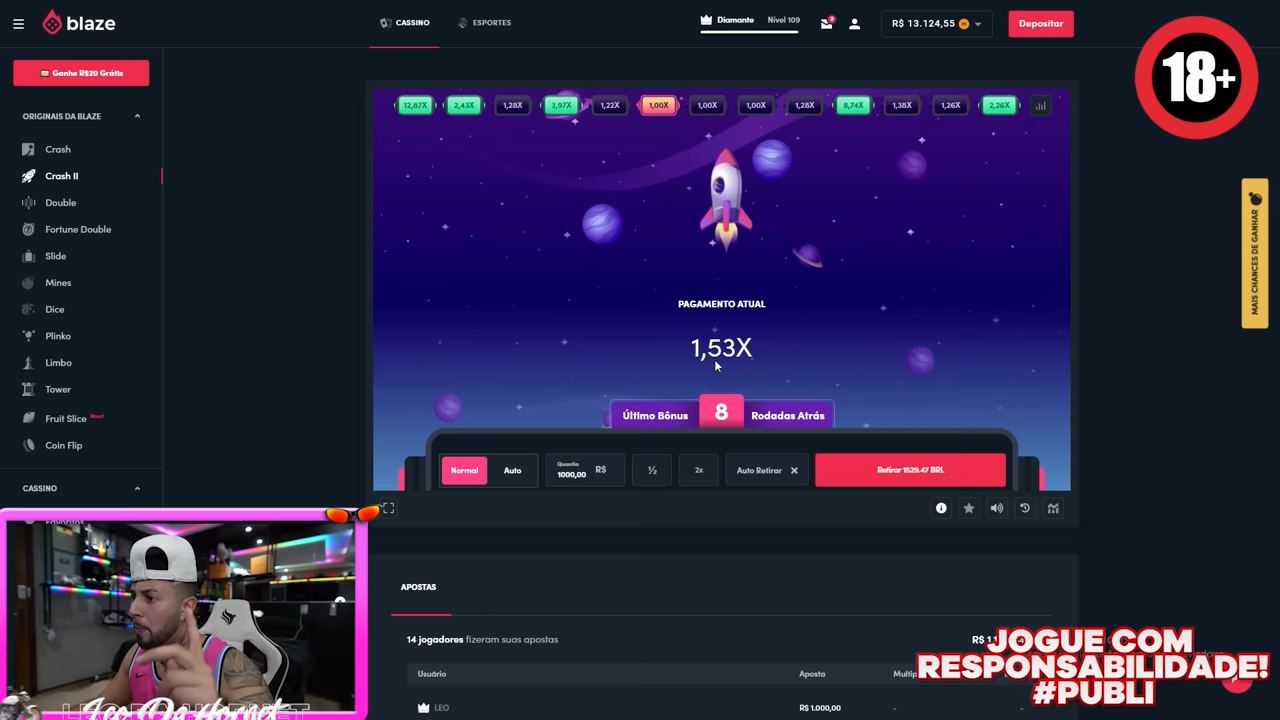 blaze
CASSINO
ESPORTES
Diamante
Nível 109
3
R$ 13.124,55
Depositar
18+
Ganhe R$20 Grátis
ORIGINAIS DA BLAZE
Crash
Crash II
Double
Fortune Double
Slide
Mines
Dice
Plinko
Limbo
Tower
Fruit Slice Novo!
Coin Flip
CASSINO
Favoritos
12,87X
2,43X
1,28X
3,97X
1,22X
1,00X
1,00X
1,00X
1,28X
8,74X
1,38X
1,26X
2,26X
MAIS CHANCES DE GANHAR
PAGAMENTO ATUAL
1,53X
Último Bônus
8
Rodadas Atrás
Normal
Auto
Quantia
1000,00
R$
½
2x
Auto Retirar
Retirar 1529.47 BRL
APOSTAS
14 jogadores fizeram suas apostas
Usuário
Aposta
LEO
R$ 1.000,00
JOGUE COM
RESPONSABILIDADE!
#PUBLI